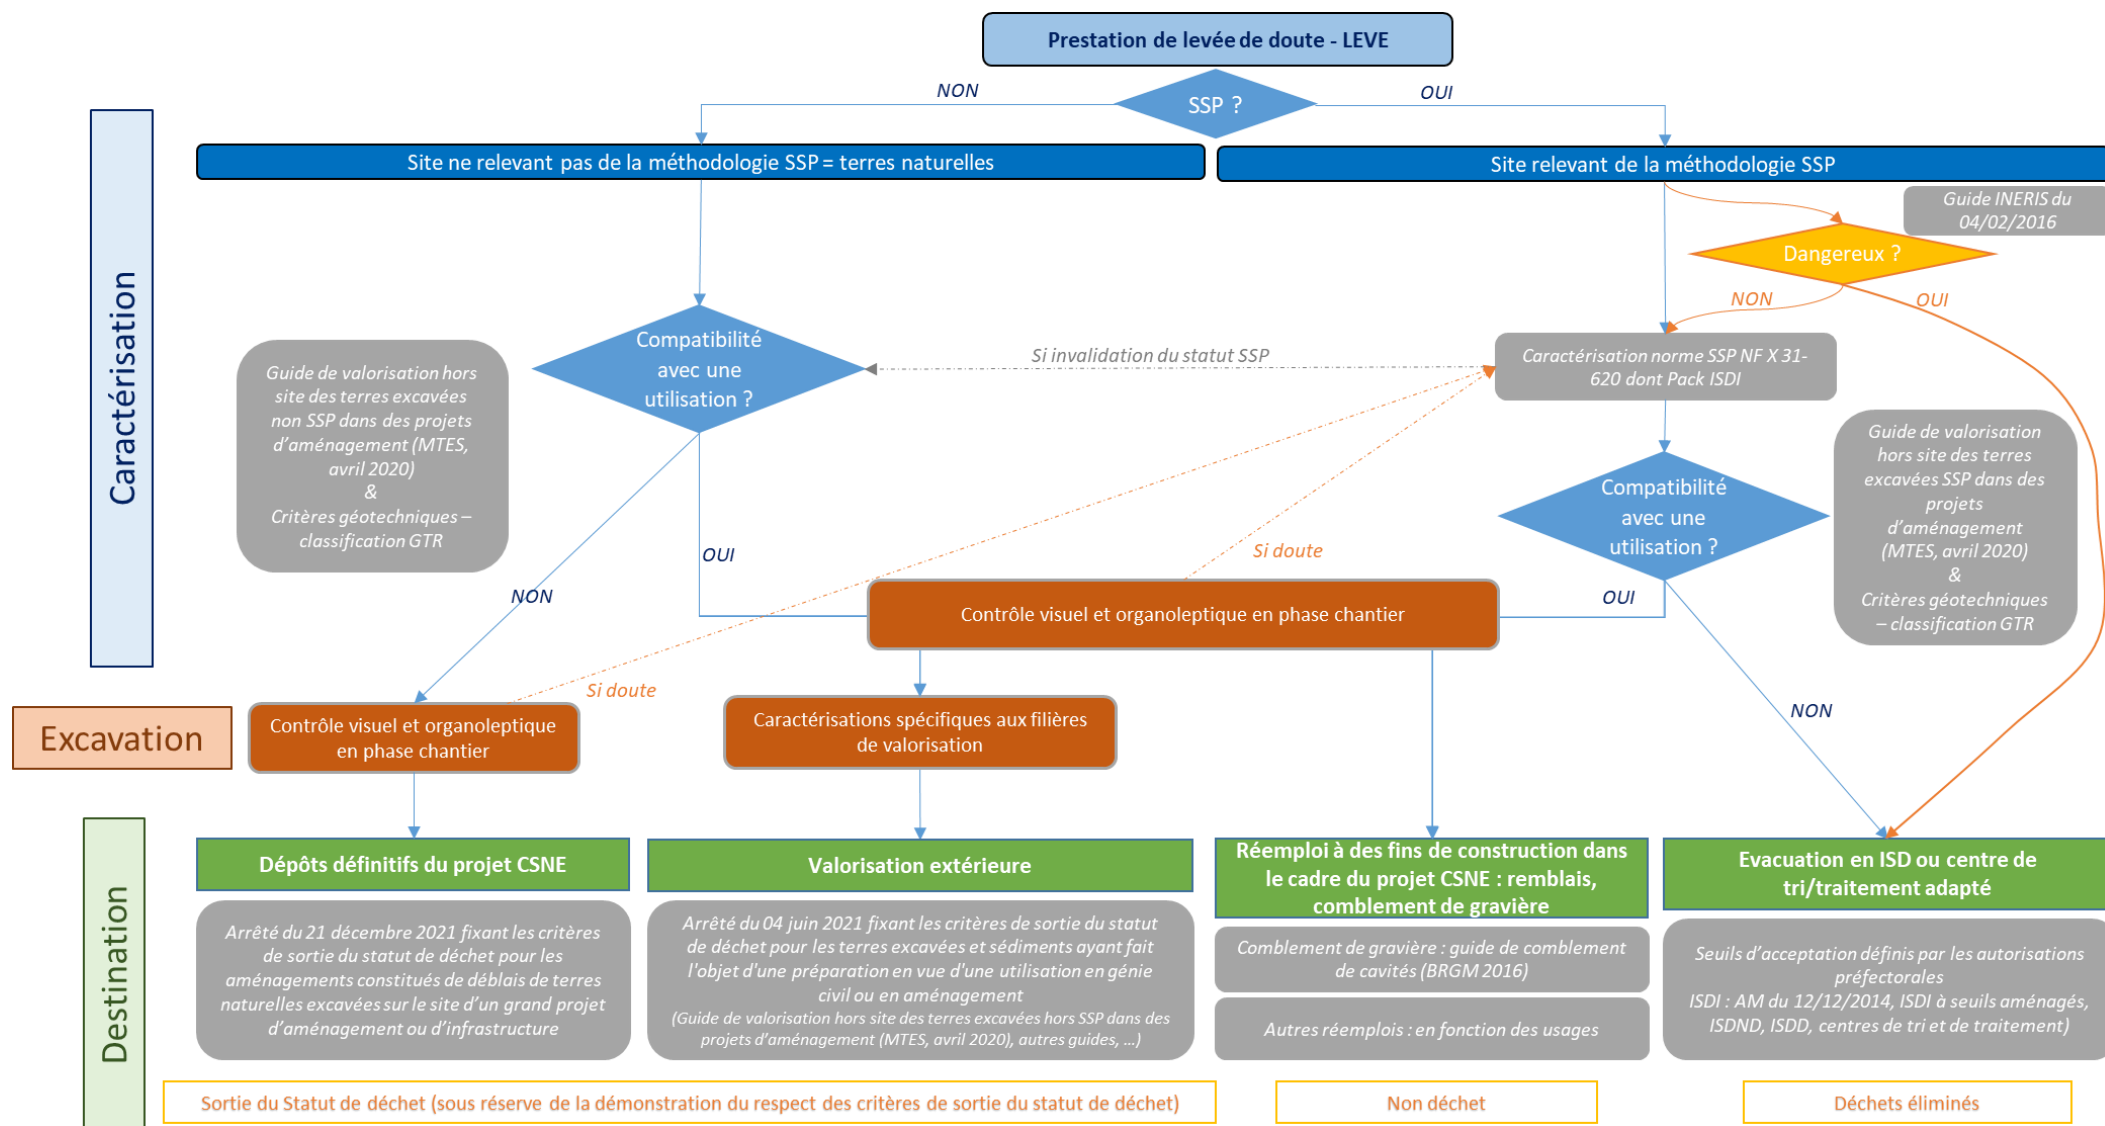 Prestation de levée de doute - LEVE
SSP ?
NON
OUI
Caractérisation
Site ne relevant pas de la méthodologie SSP = terres naturelles
Site relevant de la méthodologie SSP
Guide INERIS du
04/02/2016
Dangereux ?
NON
OUI
Compatibilité
avec une
utilisation ?
Si invalidation du statut SSP
Caractérisation norme SSP NF X 31-
620 dont Pack ISDI
Guide de valorisation hors
site des terres excavées
non SSP dans des projets
d'aménagement (MTES,
avril 2020)
&
Critères géotechniques –
classification GTR
Guide de valorisation
hors site des terres
excavées SSP dans des
projets
d'aménagement
(MTES, avril 2020)
&
Critères géotechniques
– classification GTR
Compatibilité
avec une
utilisation ?
OUI
NON
Si doute
OUI
Contrôle visuel et organoleptique en phase chantier
Si doute
NON
Excavation
Contrôle visuel et organoleptique
en phase chantier
Caractérisations spécifiques aux filières
de valorisation
Destination
Dépôts définitifs du projet CSNE
Valorisation extérieure
Réemploi à des fins de construction dans
le cadre du projet CSNE : remblais,
comblement de gravière
Evacuation en ISD ou centre de
tri/traitement adapté
Arrêté du 21 décembre 2021 fixant les critères
de sortie du statut de déchet pour les
aménagements constitués de déblais de terres
naturelles excavées sur le site d'un grand projet
d'aménagement ou d'infrastructure
Arrêté du 04 juin 2021 fixant les critères de sortie du statut
de déchet pour les terres excavées et sédiments ayant fait
l'objet d'une préparation en vue d'une utilisation en génie
civil ou en aménagement
(Guide de valorisation hors site des terres excavées hors SSP dans des
projets d'aménagement (MTES, avril 2020), autres guides, …)
Comblement de gravière : guide de comblement
de cavités (BRGM 2016)
Autres réemplois : en fonction des usages
Seuils d'acceptation définis par les autorisations
préfectorales
ISDI : AM du 12/12/2014, ISDI à seuils aménagés,
ISDND, ISDD, centres de tri et de traitement)
Sortie du Statut de déchet (sous réserve de la démonstration du respect des critères de sortie du statut de déchet)
Non déchet
Déchets éliminés